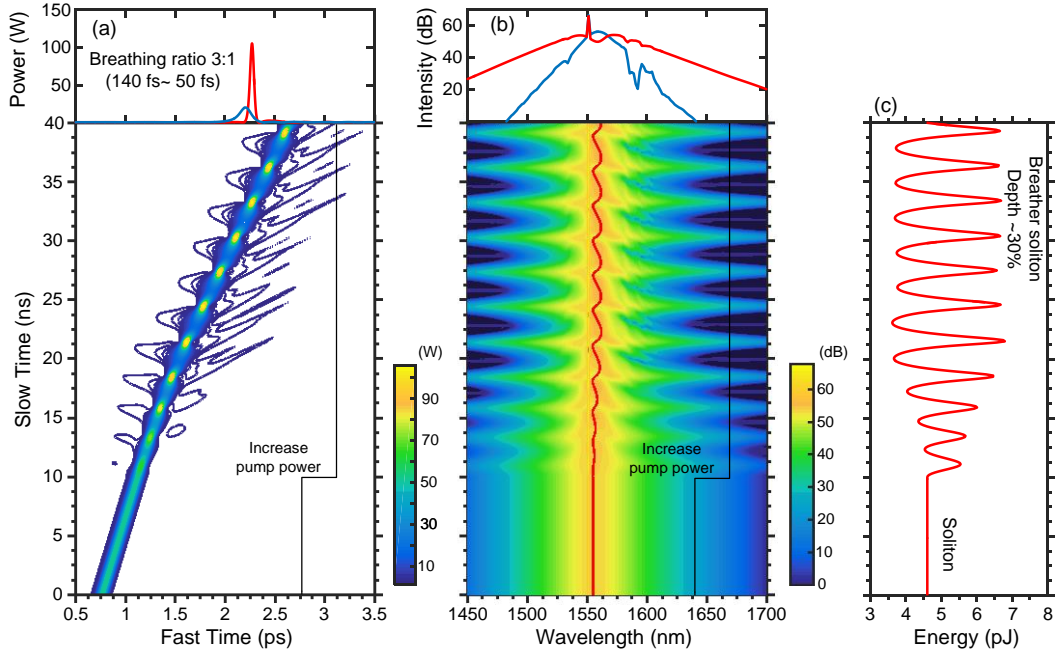 (a)
Power (W)
150
100
50
Breathing ratio 3:1
(140 fs~ 50 fs)
(b)
Intensity (dB)
60
40
20
(c)
Slow Time (ns)
40
35
30
25
20
15
10
5
0
Increase
pump power
(W)
90
70
50
30
10
0.5 1 1.5 2 2.5 3 3.5
Fast Time (ps)
Increase
pump power
(dB)
60
50
40
30
20
10
0
1450 1500 1550 1600 1650 1700
Wavelength (nm)
Breather soliton
Depth ~30%
Soliton
3 4 5 6 7 8
Energy (pJ)